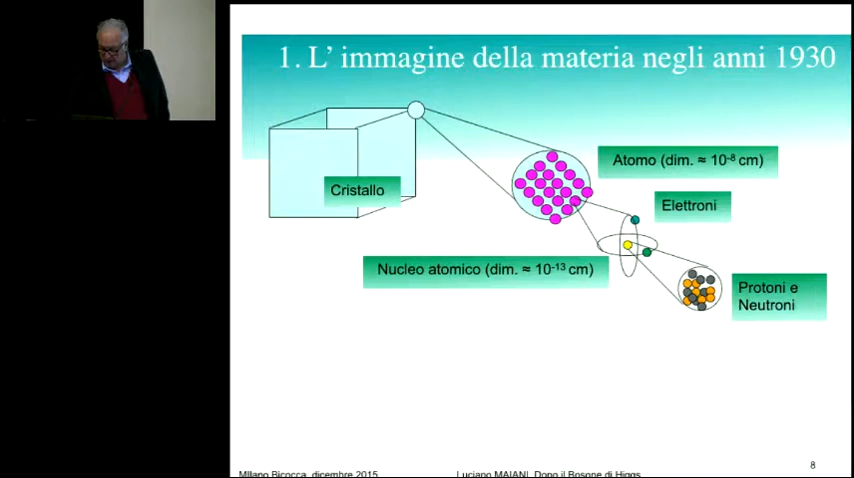 1. L’ immagine della materia negli anni 1930
Atomo (dim. ≈ 10⁻⁸ cm)
Cristallo
Elettroni
Nucleo atomico (dim. ≈ 10⁻¹³ cm)
Protoni e
Neutroni
8
MIlano Bicocca, dicembre 2015
Luciano MAIANI. Dopo il Bosone di Higgs